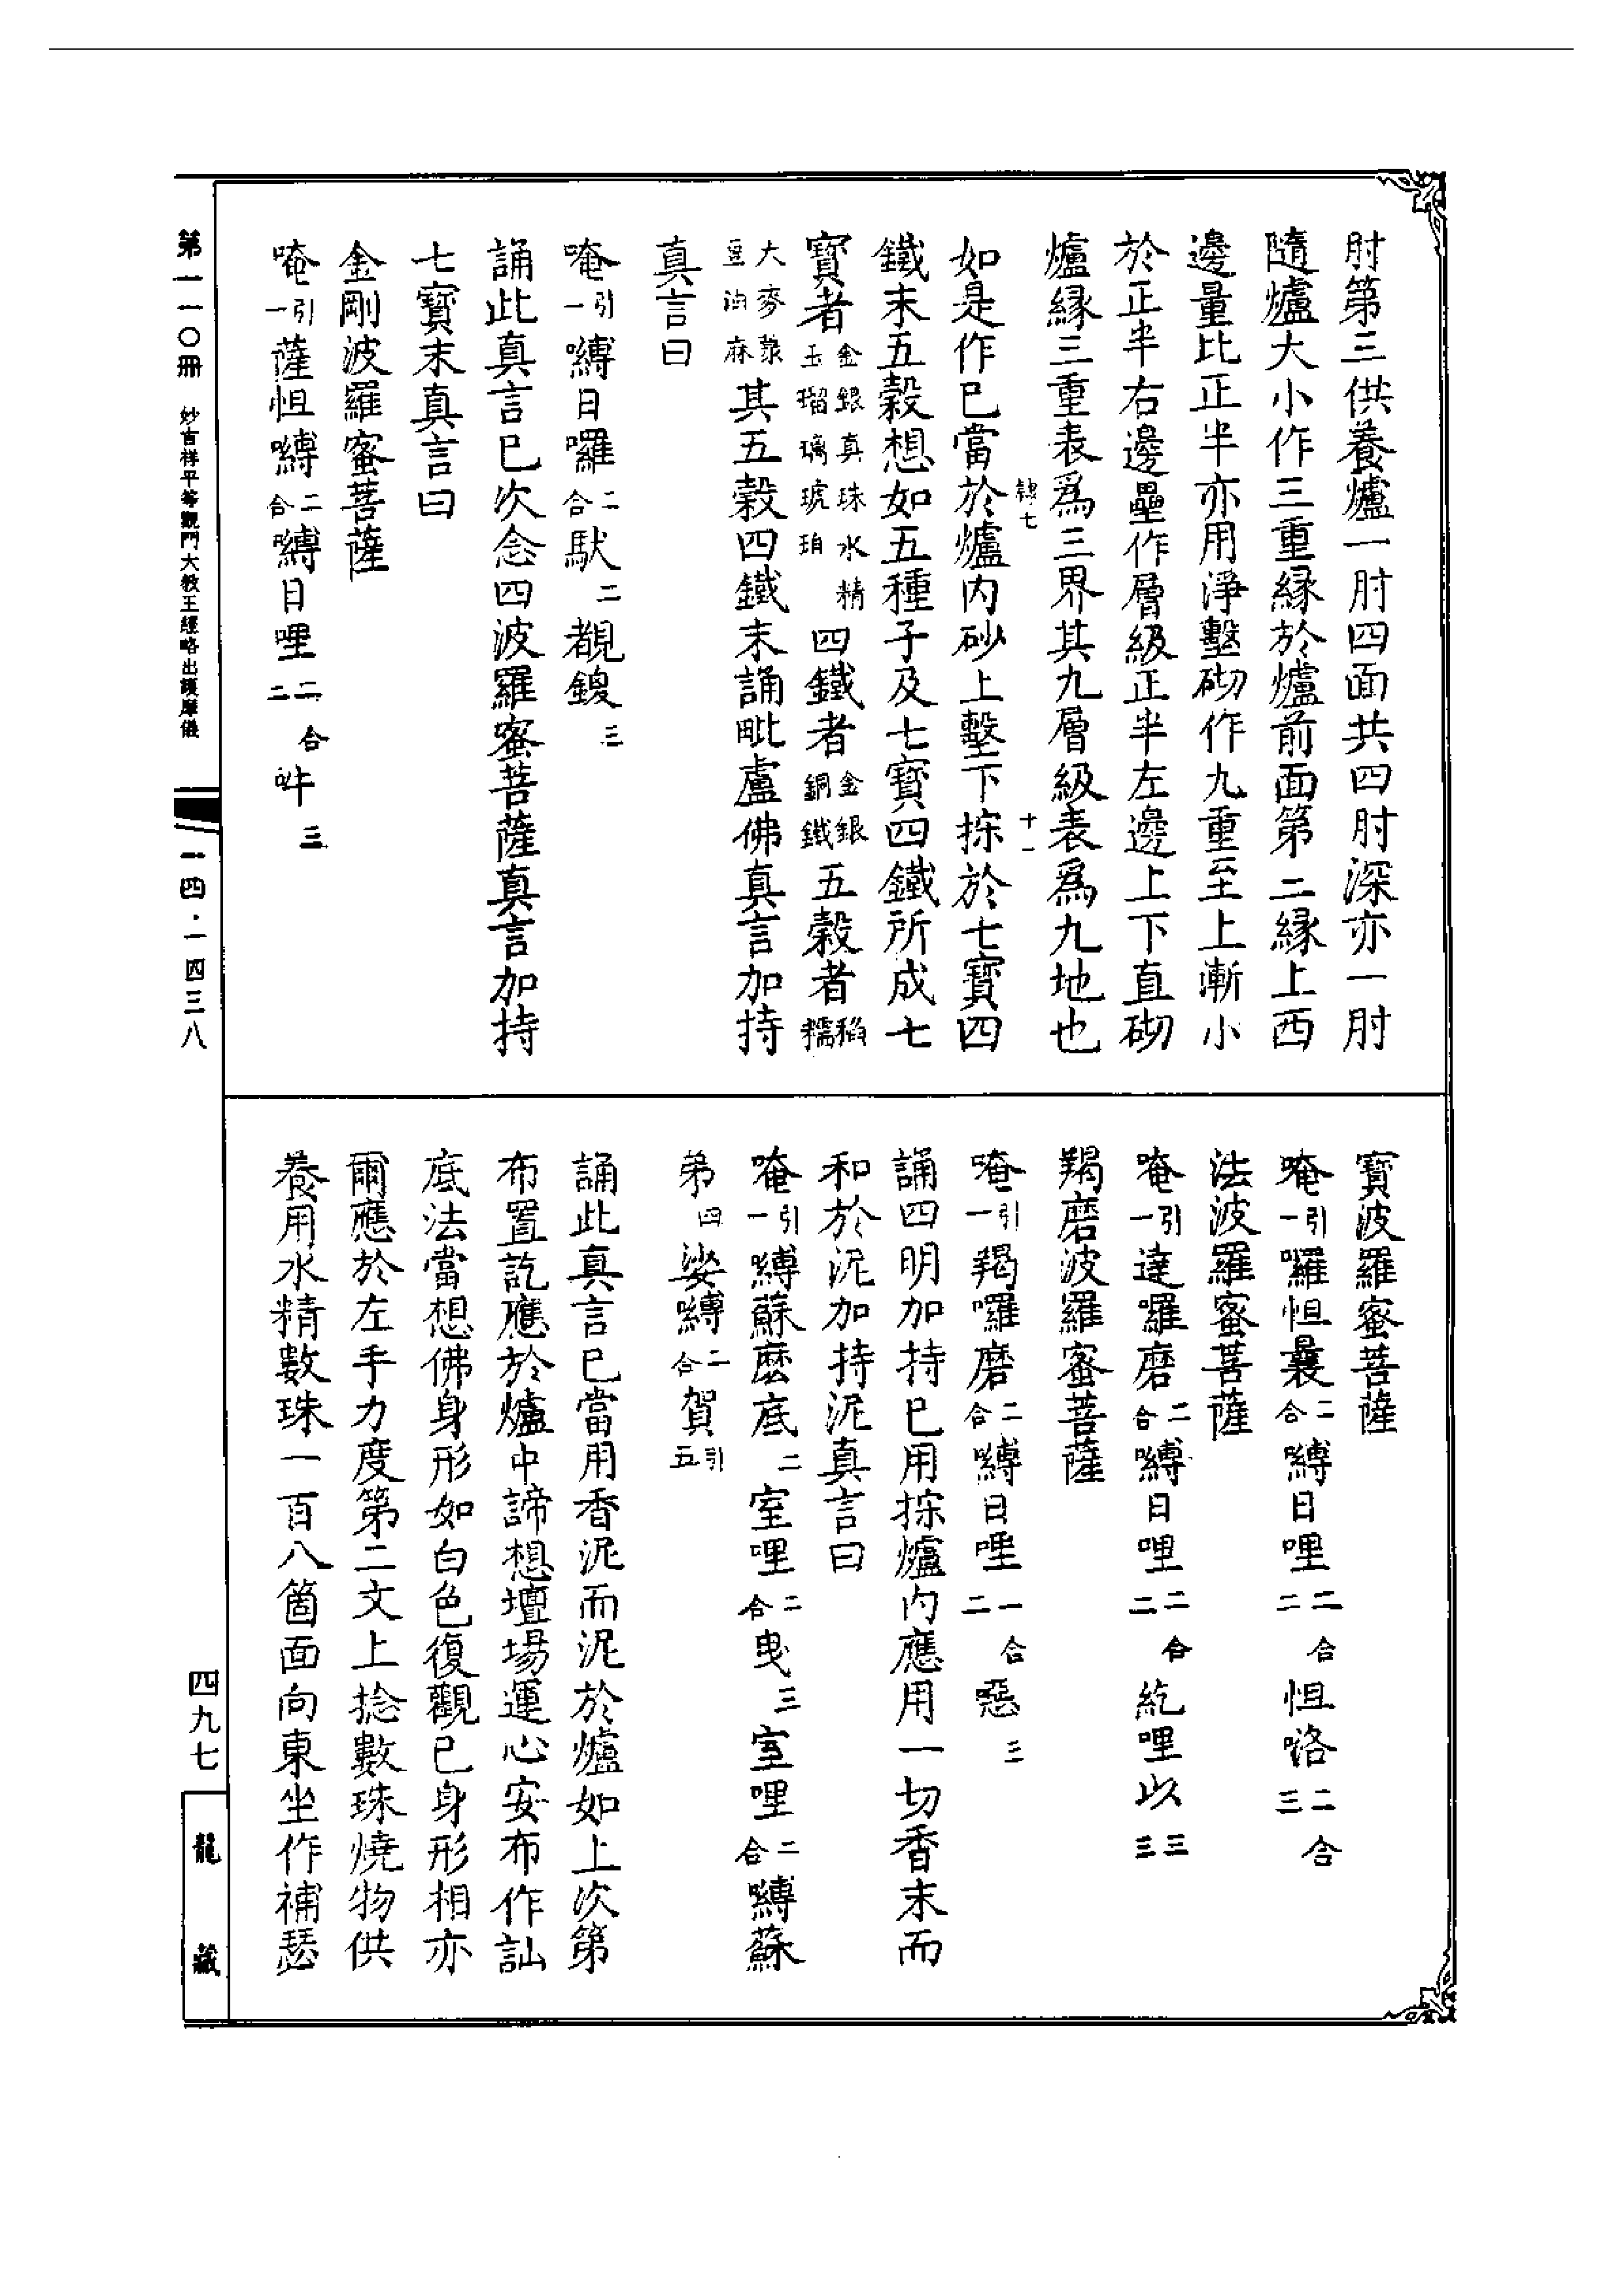 肘第三供養爐一肘四面共四肘深亦一肘
隨爐大小作三重緣於爐前面第二緣上西
邊量比正半亦用淨墼砌作九重至上漸小
於正半右邊壘作層級正半左邊上下直砌
爐緣三重表為三界其九層級表為九地也
隸七 十一
如是作已當於爐內砂上墼下探於七寶四
鐵末五穀想如五種子及七寶四鐵所成七
寶者金銀真珠水精玉瑠璃琥珀四鐵者金銀銅鐵五穀者稻糯
大麥菉豆油麻其五穀四鐵末誦毗盧佛真言加持
真言曰
唵引一嚩日囉二合馱二覩鍐三
誦此真言已次念四波羅蜜菩薩真言加持
七寶末真言曰
金剛波羅蜜菩薩
唵引一薩怛嚩二合嚩日哩二合二吽三
寶波羅蜜菩薩
唵引一囉怛曩二合嚩日哩二合二怛咯二合三
法波羅蜜菩薩
唵引一達囉磨二合嚩日哩二合二紇哩以三三
羯磨波羅蜜菩薩
唵引一羯囉磨二合嚩日哩一合二噁三
誦四明加持已用探爐內應用一切香末而
和於泥加持泥真言曰
唵引一嚩蘇麼底二室哩二合曳三室哩二合嚩蘇
弟四娑嚩二合賀引五
誦此真言已當用香泥而泥於爐如上次第
布置訖應於爐中諦想壇場運心安布作訕
底法當想佛身形如白色復觀已身形相亦
爾應於左手力度第二文上捻數珠燒物供
養用水精數珠一百八箇面向東坐作補瑟
第一一〇冊 妙吉祥平等觀門大教王經略出護摩儀
一四·一四三八
四九七
龍藏